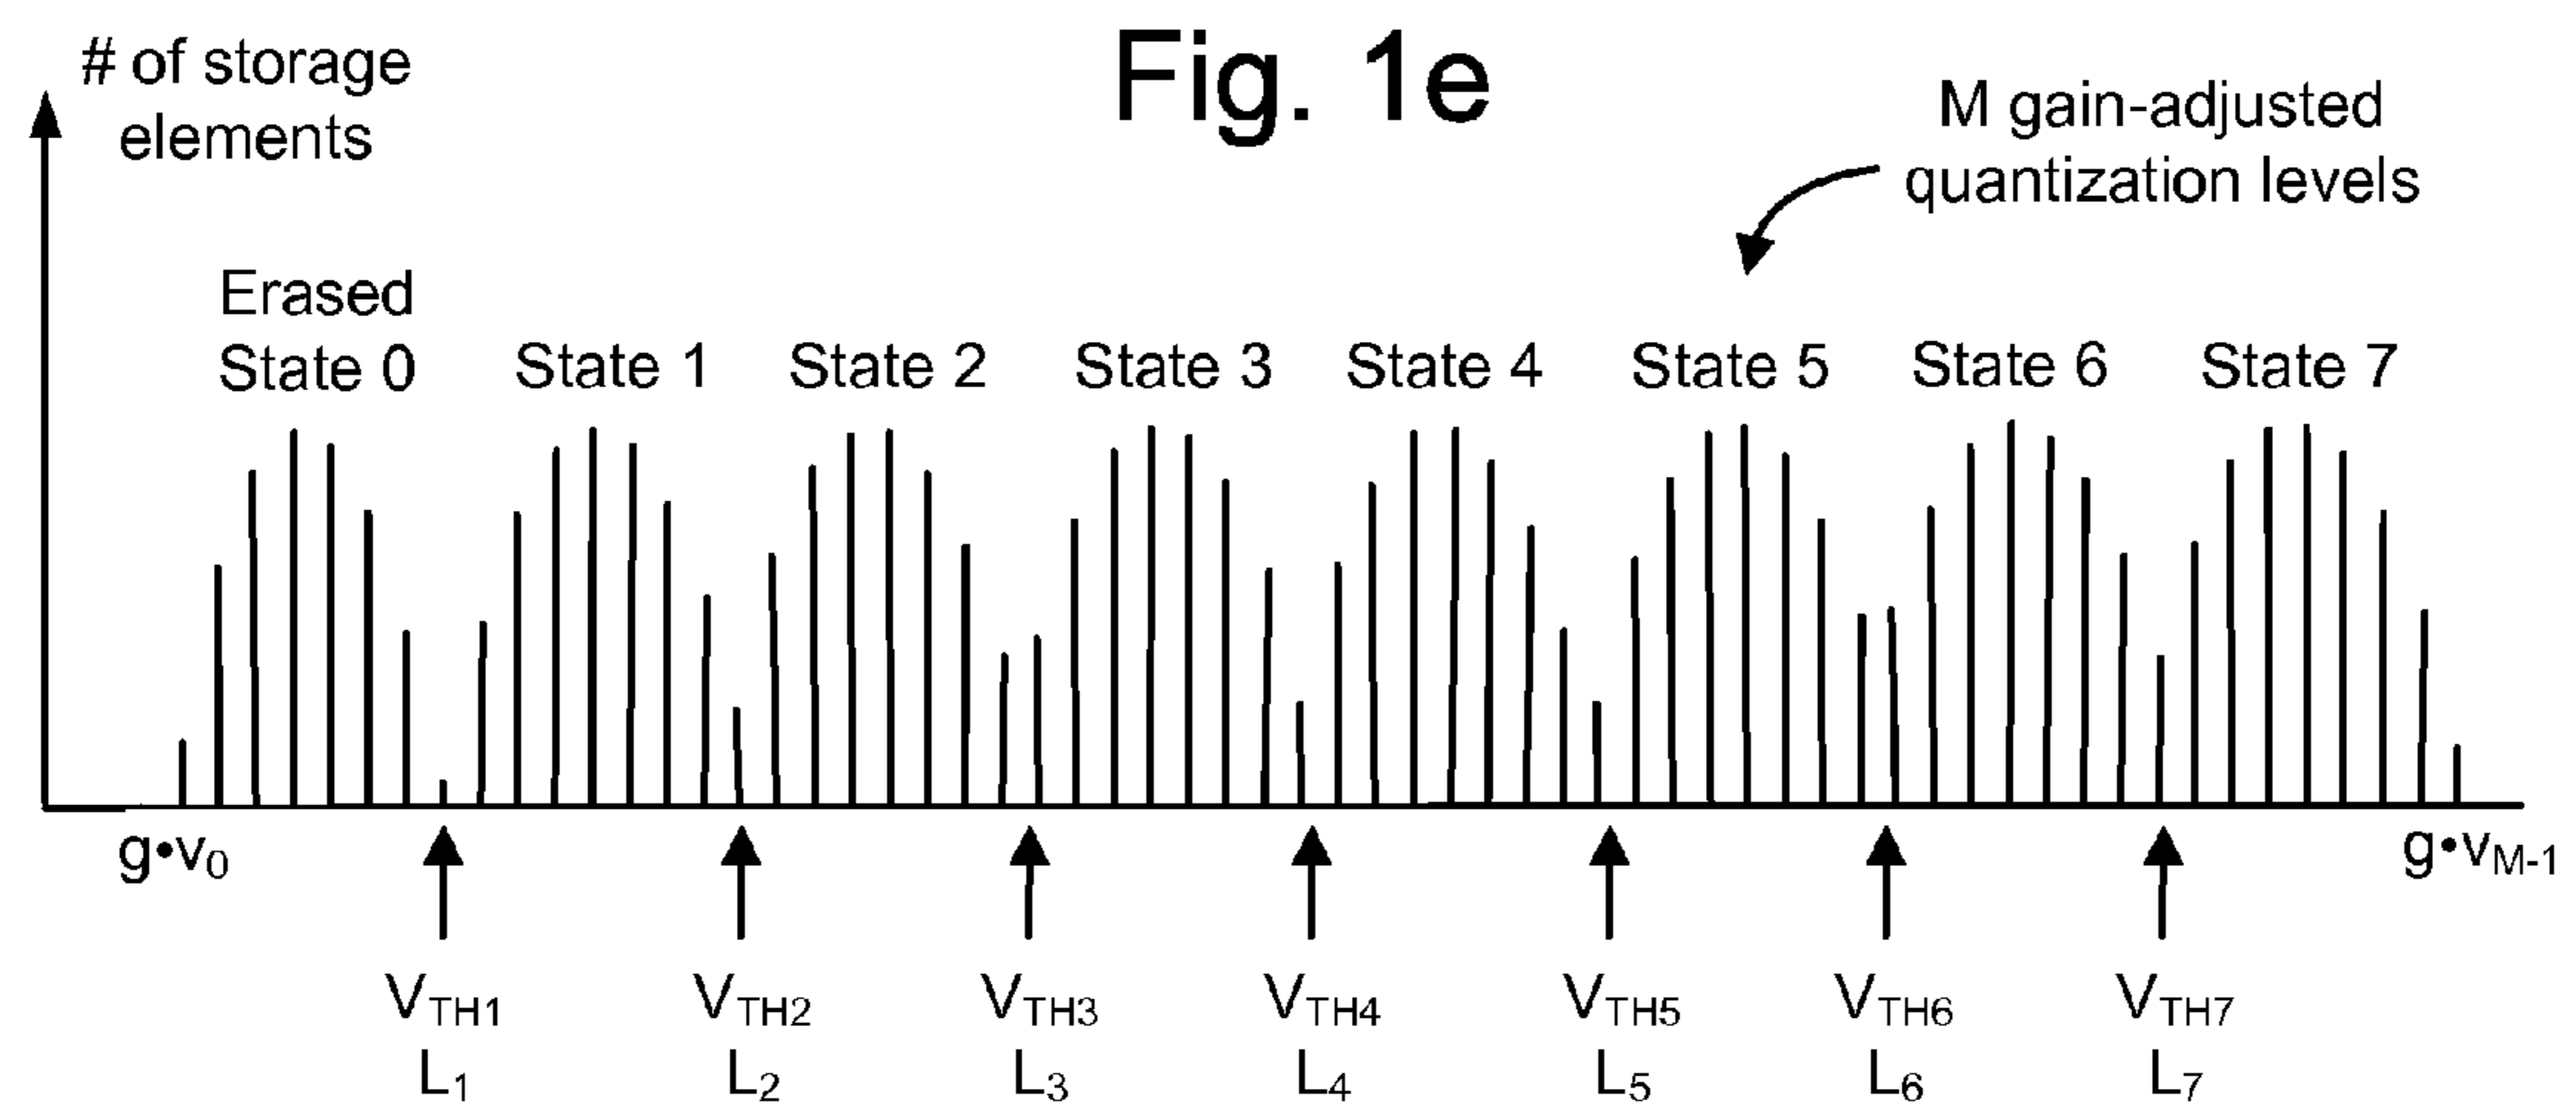 Fig. 1e
# of storage
elements
M gain-adjusted
quantization levels
Erased
State 0 State 1 State 2 State 3 State 4 State 5 State 6 State 7
g•v0 g•vM-1
VTH1 VTH2 VTH3 VTH4 VTH5 VTH6 VTH7
L1 L2 L3 L4 L5 L6 L7